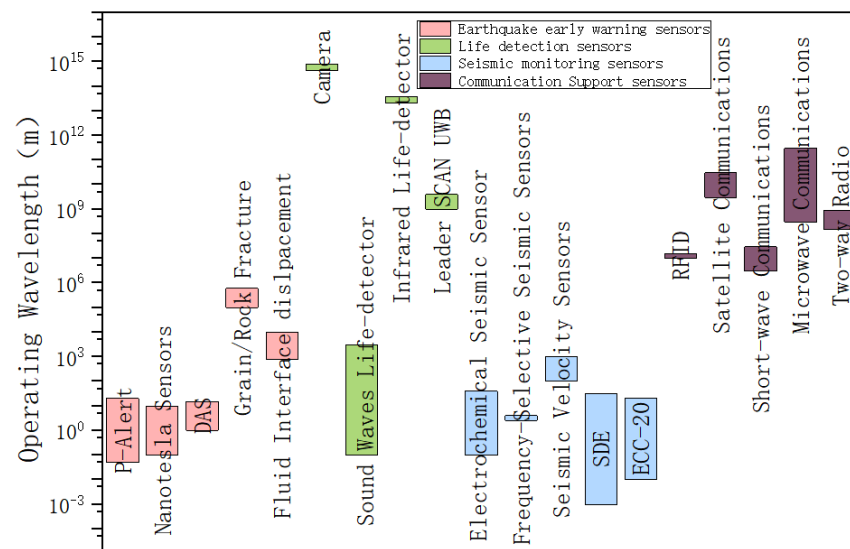 Earthquake early warning sensors
Life detection sensors
Seismic monitoring sensors
Communication Support sensors
Operating Wavelength (m)
10^15
10^12
10^9
10^6
10^3
10^0
10^-3
P-Alert
Nanotesla Sensors
DAS
Grain/Rock Fracture
Fluid Interface dislpacement
Camera
Sound Waves Life-detector
Infrared Life-detector
Leader SCAN UWB
Electrochemical Seismic Sensor
Frequency-Selective Seismic Sensors
Seismic Velocity Sensors
SDE
ECC-20
RFID
Satellite Communications
Short-wave Communications
Microwave Communications
Two-way Radio